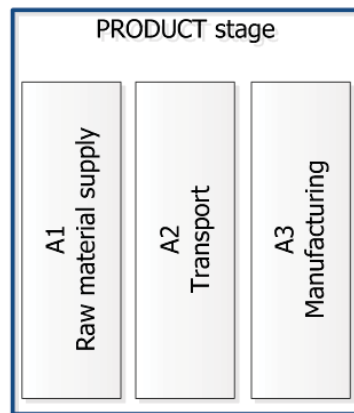 PRODUCT stage
A1
Raw material supply
A2
Transport
A3
Manufacturing